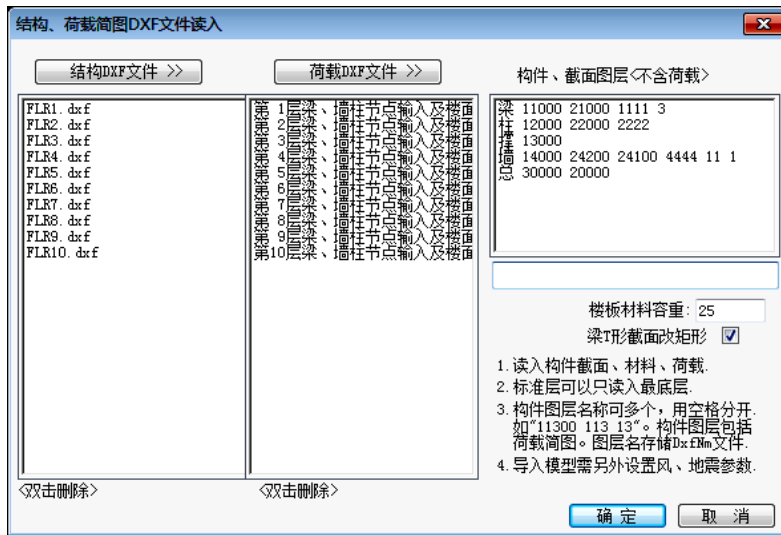 结构、荷载简图DXF文件读入
结构DXF文件 >>
荷载DXF文件 >>
构件、截面图层<不含荷载>
FLR1.dxf
FLR2.dxf
FLR3.dxf
FLR4.dxf
FLR5.dxf
FLR6.dxf
FLR7.dxf
FLR8.dxf
FLR9.dxf
FLR10.dxf
第 1层梁、墙柱节点输入及楼面
第 2层梁、墙柱节点输入及楼面
第 3层梁、墙柱节点输入及楼面
第 4层梁、墙柱节点输入及楼面
第 5层梁、墙柱节点输入及楼面
第 6层梁、墙柱节点输入及楼面
第 7层梁、墙柱节点输入及楼面
第 8层梁、墙柱节点输入及楼面
第 9层梁、墙柱节点输入及楼面
第10层梁、墙柱节点输入及楼面
梁 11000 21000 1111 3
柱 12000 22000 2222
撑 13000
墙 14000 24200 24100 4444 11 1
总 30000 20000
楼板材料容重: 25
梁T形截面改矩形
1.读入构件截面、材料、荷载.
2.标准层可以只读入最底层.
3.构件图层名称可多个，用空格分开.
如"11300 113 13"。构件图层包括
荷载简图。图层名存储DxfNm文件.
4.导入模型需另外设置风、地震参数.
<双击删除>
<双击删除>
确 定
取 消